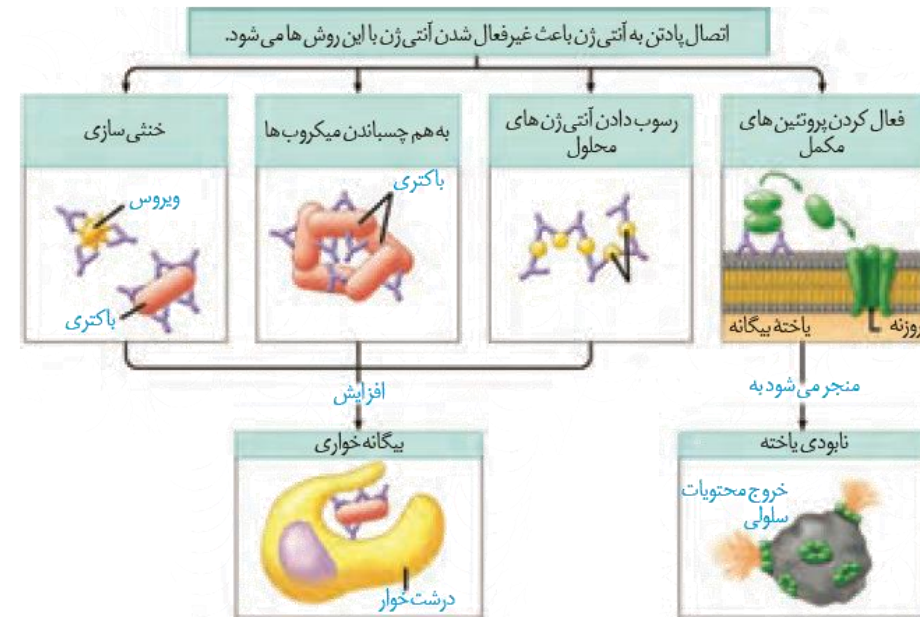 اتصال پادتن به آنتی‌ژن باعث غیرفعال شدن آنتی‌ژن با این روش ها می‌شود.
فعال کردن پروتئین های
مکمل
رسوب دادن آنتی‌ژن های
محلول
به هم چسباندن میکروب‌ها
خنثی سازی
باکتری
ویروس
باکتری
یاختهٔ بیگانه
روزنه
منجر می‌شود به
افزایش
نابودی یاخته
بیگانه خواری
خروج محتویات
سلولی
درشت خوار